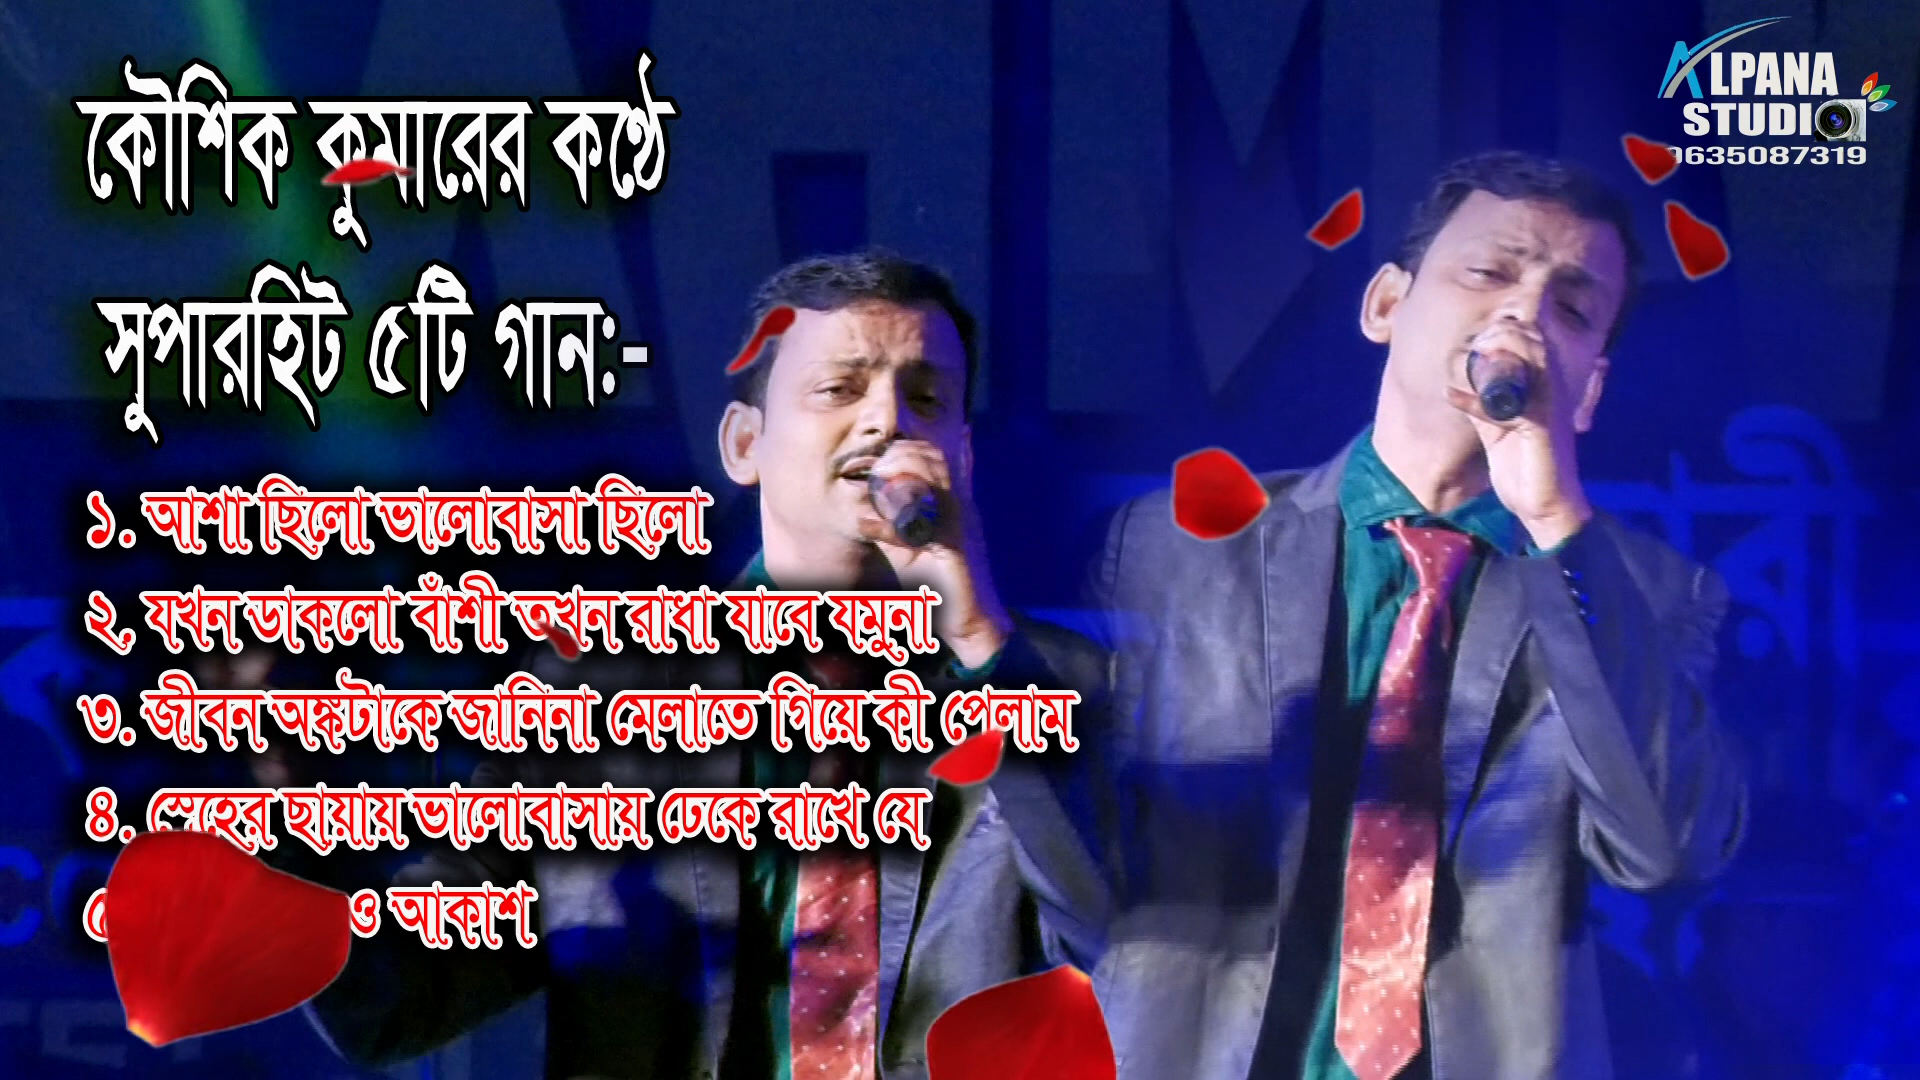 কৌশিক কুমারের কণ্ঠে
সুপারহিট ৫টি গান:-
১. আশা ছিলো ভালোবাসা ছিলো
২. যখন ডাকলো বাঁশী তখন রাধা যাবে যমুনা
৩. জীবন অঙ্কটাকে জানিনা মেলাতে গিয়ে কী পেলাম
৪. স্নেহের ছায়ায় ভালোবাসায় ঢেকে রাখে যে
ও আকাশ
ALPANA
STUDIO
9635087319